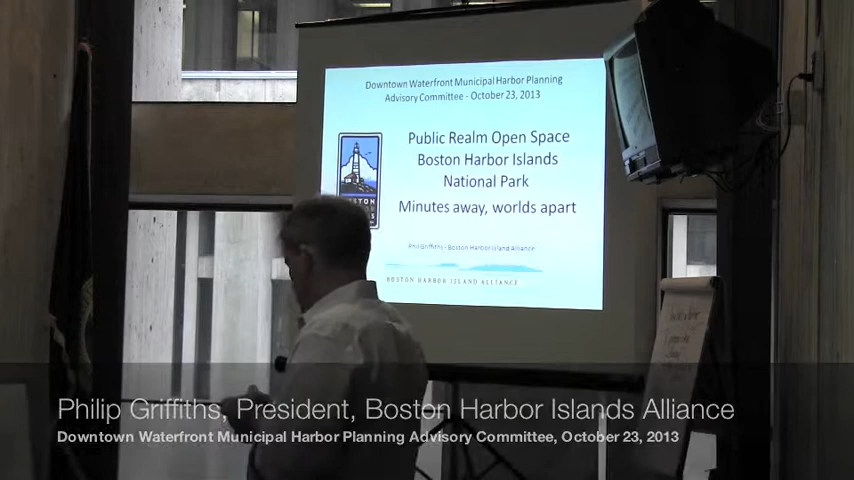 Downtown Waterfront Municipal Harbor Planning
Advisory Committee - October 23, 2013
Public Realm Open Space
Boston Harbor Islands
National Park
Minutes away, worlds apart
Phil Griffiths - Boston Harbor Island Alliance
BOSTON HARBOR ISLAND ALLIANCE
Philip Griffiths, President, Boston Harbor Islands Alliance
Downtown Waterfront Municipal Harbor Planning Advisory Committee, October 23, 2013